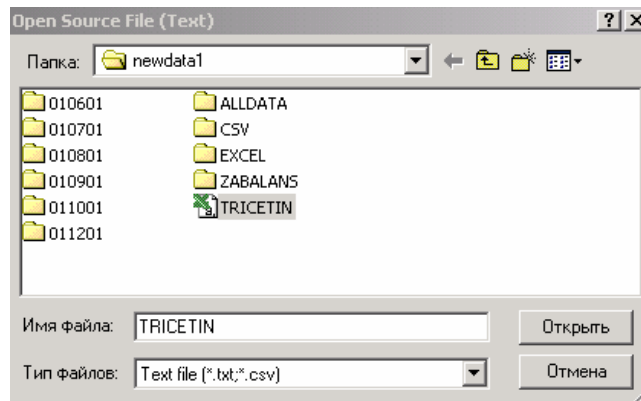 Open Source File (Text)
Папка: newdata1
010601 ALLDATA
010701 CSV
010801 EXCEL
010901 ZABALANS
011001 TRICETIN
011201
Имя файла: TRICETIN Открыть
Тип файлов: Text file (*.txt;*.csv) Отмена